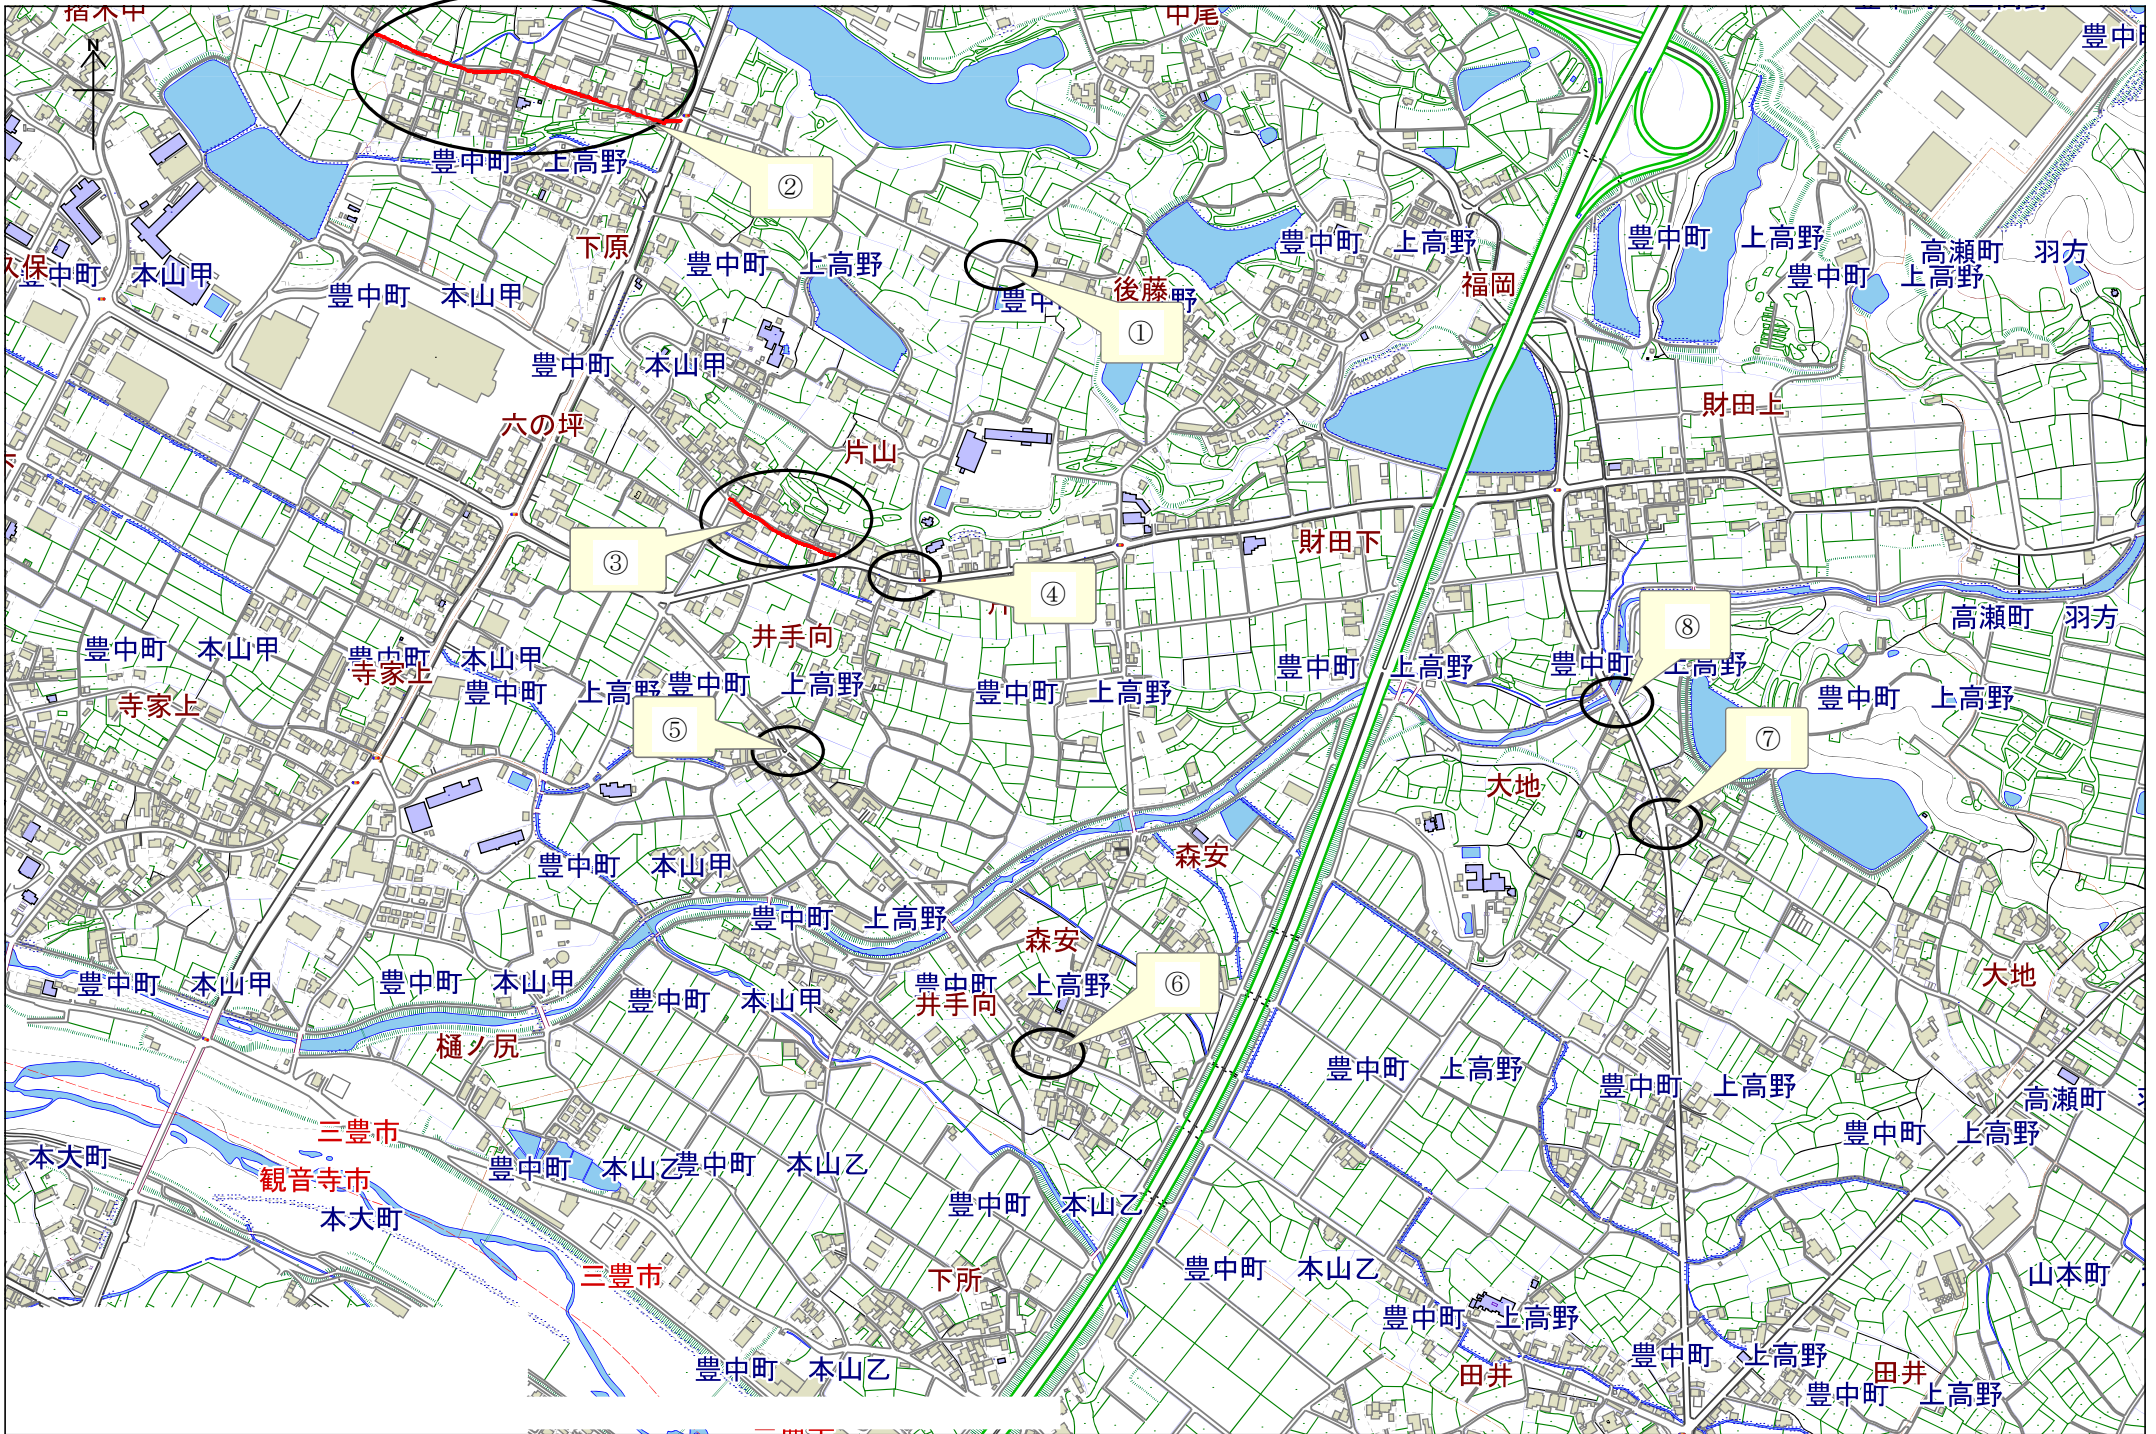 中尾
N
豊中町 上高野
②
下原
豊中町 上高野
豊中町 上高野
福岡
豊中町 上高野
高瀬町 羽方
豊中町 上高野
後藤
①
本山甲
豊中町 本山甲
豊中町 本山甲
六の坪
片山
財田上
③
④
財田下
⑧
高瀬町 羽方
井手向
豊中町 本山甲
豊中町 本山甲
寺家上
寺家上
豊中町 上高野
豊中町 上高野
豊中町 上高野
豊中町 上高野
豊中町 上高野
豊中町 上高野
⑤
⑦
大地
森安
豊中町 本山甲
豊中町 上高野
森安
豊中町 本山甲
豊中町 本山甲
豊中町 本山甲
豊中町 上高野
井手向
⑥
大地
樋ノ尻
豊中町 上高野
豊中町 上高野
高瀬町
三豊市
豊中町 上高野
本大町
観音寺市
豊中町 本山乙
豊中町 本山乙
本大町
豊中町 本山乙
三豊市
下所
豊中町 本山乙
山本町
豊中町 上高野
豊中町 本山乙
豊中町 上高野
田井
田井
豊中町 上高野